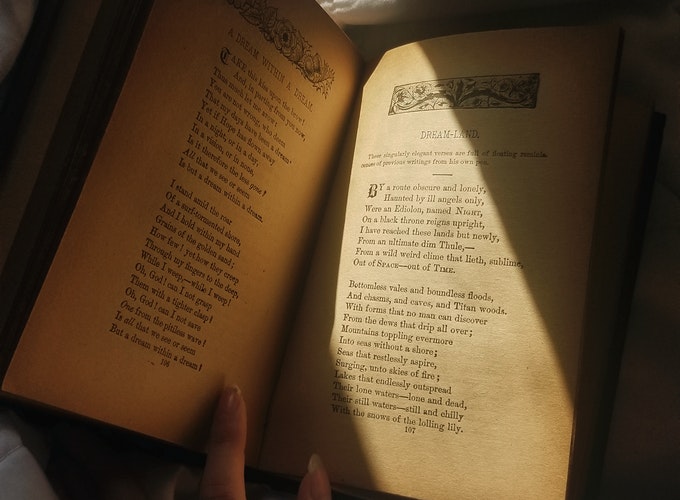 A DREAM WITHIN A DREAM.
TAKE this kiss upon the brow!
And, in parting from you now,
Thus much let me avow:
You are not wrong, who deem
That my days have been a dream;
Yet if Hope has flown away
In a night, or in a day,
In a vision, or in none,
Is it therefore the less gone?
All that we see or seem
Is but a dream within a dream.
I stand amid the roar
Of a surf-tormented shore,
And I hold within my hand
Grains of the golden sand;
How few! yet how they creep
Through my fingers to the deep,
While I weep—while I weep!
Oh, God! can I not grasp
Them with a tighter clasp?
Oh, God! can I not save
One from the pitiless wave?
Is all that we see or seem
But a dream within a dream?
106
DREAM-LAND.
These singularly elegant verses are full of floating reminis-
cences of previous writings from his own pen.
BY a route obscure and lonely,
Haunted by ill angels only,
Were an Eidolon, named NIGHT,
On a black throne reigns upright,
I have reached these lands but newly,
From an ultimate dim Thule,—
From a wild weird clime that lieth, sublime,
Out of SPACE—out of TIME.
Bottomless vales and boundless floods,
And chasms, and caves, and Titan woods.
With forms that no man can discover
From the dews that drip all over;
Mountains toppling evermore
Into seas without a shore;
Seas that restlessly aspire,
Surging, unto skies of fire;
Lakes that endlessly outspread
Their lone waters—lone and dead,
Their still waters—still and chilly
With the snows of the lolling lily.
107